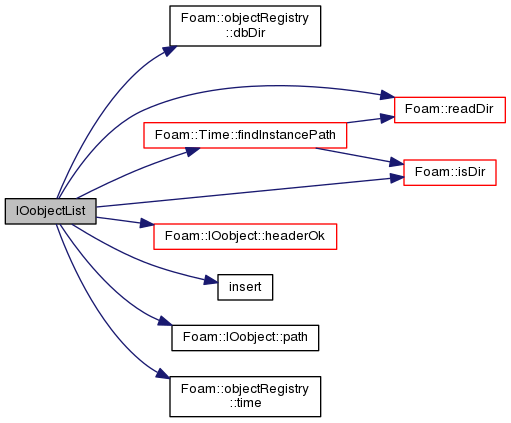 Foam::objectRegistry
::dbDir
Foam::readDir
Foam::Time::findInstancePath
Foam::isDir
IOobjectList
Foam::IOobject::headerOk
insert
Foam::IOobject::path
Foam::objectRegistry
::time